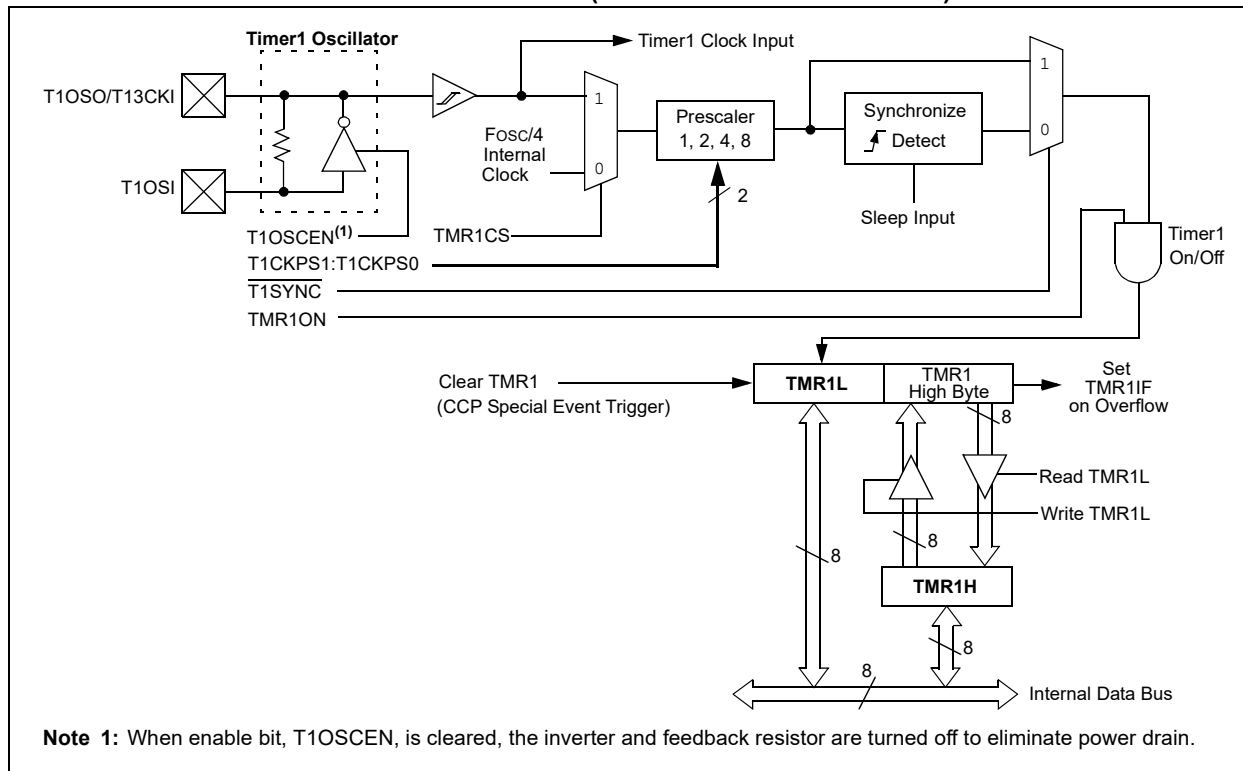 Timer1 Oscillator
Timer1 Clock Input
T1OSO/T13CKI
1
1
FOSC/4
Internal
Clock
0
Prescaler
1, 2, 4, 8
Synchronize
Detect
0
T1OSI
2
Sleep Input
T1OSCEN(1)
TMR1CS
Timer1
On/Off
T1CKPS1:T1CKPS0
T1SYNC
TMR1ON
Clear TMR1
(CCP Special Event Trigger)
TMR1L
TMR1
High Byte
Set
TMR1IF
on Overflow
8
Read TMR1L
Write TMR1L
8
8
TMR1H
8
8
Internal Data Bus
Note 1: When enable bit, T1OSCEN, is cleared, the inverter and feedback resistor are turned off to eliminate power drain.